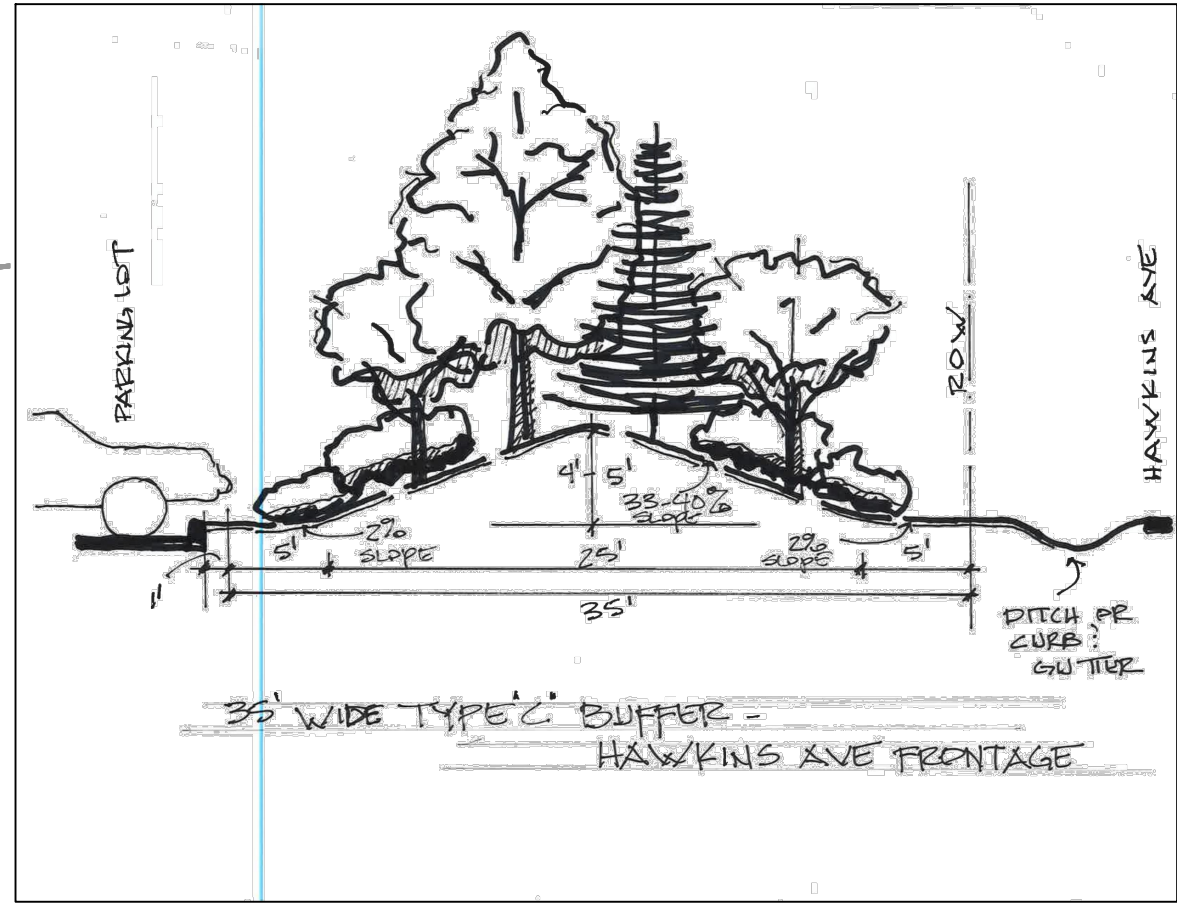 PARKING LOT
ROW
HAWKINS AVE
4'-5'
33-40%
SLOPE
5'
2%
SLOPE
25'
2%
SLOPE
5'
1'
35'
DITCH OR
CURB &
GUTTER
35' WIDE TYPE "C" BUFFER -
HAWKINS AVE FRONTAGE